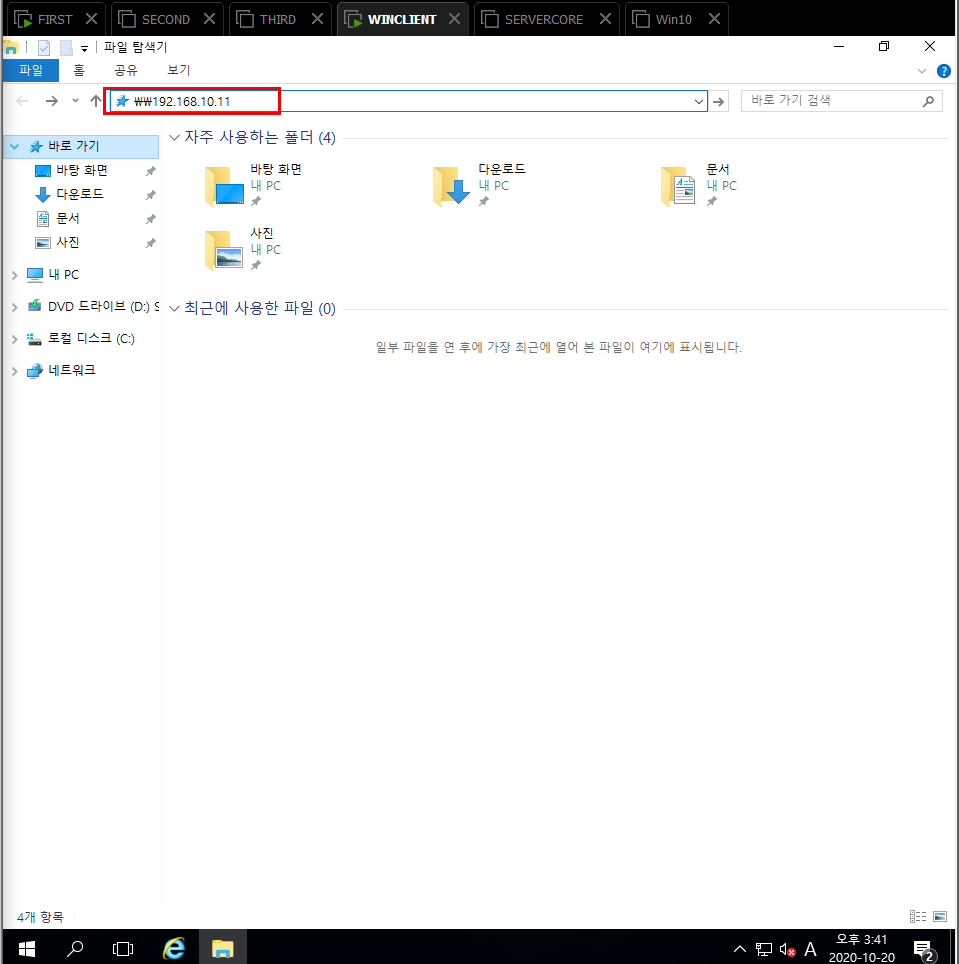 FIRST SECOND THIRD WINCLIENT SERVERCORE Win10
파일 탐색기
파일 홈 공유 보기
₩₩192.168.10.11 바로 가기 검색
바로 가기
바탕 화면
다운로드
문서
사진
내 PC
DVD 드라이브 (D:) S
로컬 디스크 (C:)
네트워크
자주 사용하는 폴더 (4)
바탕 화면
내 PC
다운로드
내 PC
문서
내 PC
사진
내 PC
최근에 사용한 파일 (0)
일부 파일을 연 후에 가장 최근에 열어 본 파일이 여기에 표시됩니다.
4개 항목
A
오후 3:41
2020-10-20
2